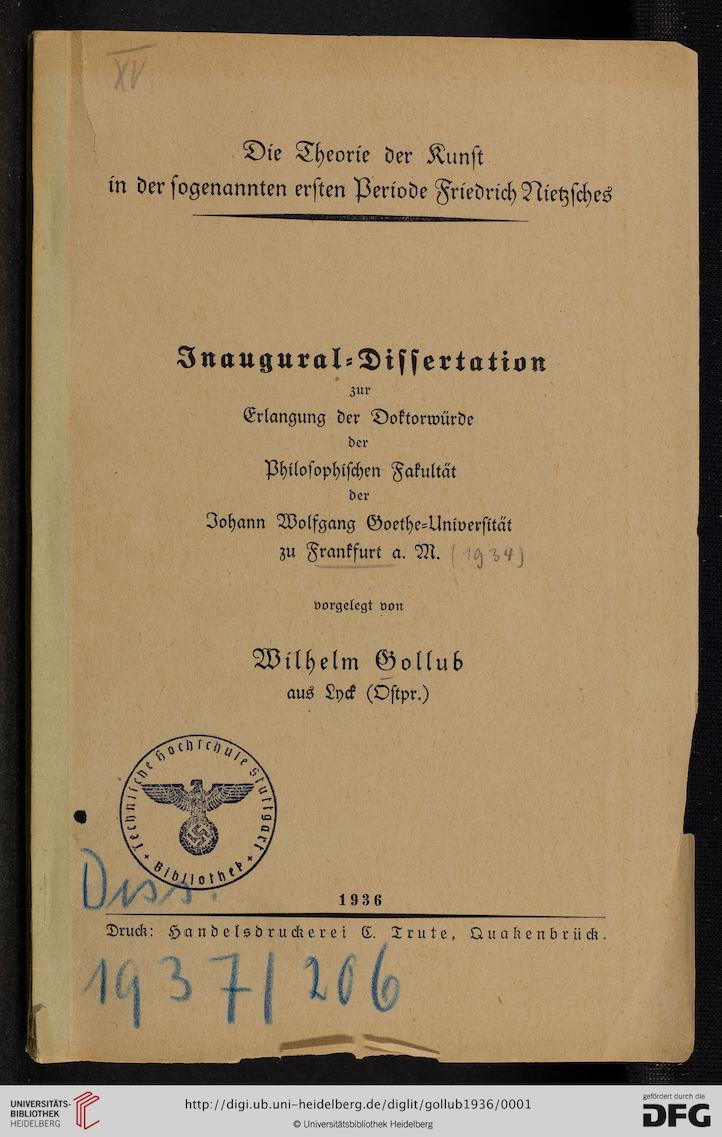 XV
Die Theorie der Kunst
in der sogenannten ersten Periode Friedrich Nietzsches
Inaugural-Dissertation
zur
Erlangung der Doktorwürde
der
Philosophischen Fakultät
der
Johann Wolfgang Goethe-Universität
zu Frankfurt a. M. (1934)
vorgelegt von
Wilhelm Gollub
aus Lyck (Ostpr.)
Technische Hochschule Stuttgart
+ Bibliothek +
Diss.
1936
Druck: Handelsdruckerei C. Trute, Quakenbrück.
1937/206
UNIVERSITÄTS-
BIBLIOTHEK
HEIDELBERG
http://digi.ub.uni-heidelberg.de/diglit/gollub1936/0001
© Universitätsbibliothek Heidelberg
gefördert durch die
DFG